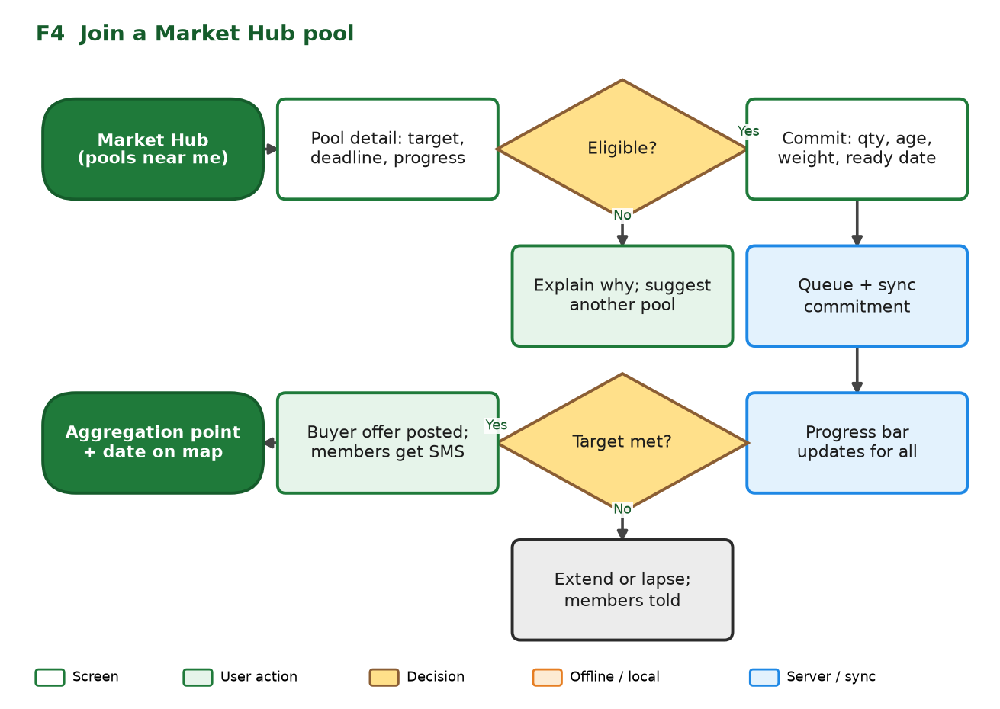 F4  Join a Market Hub pool
Market Hub
(pools near me)
Pool detail: target,
deadline, progress
Eligible?
Yes
Commit: qty, age,
weight, ready date
No
Explain why; suggest
another pool
Queue + sync
commitment
Aggregation point
+ date on map
Buyer offer posted;
members get SMS
Yes
Target met?
Progress bar
updates for all
No
Extend or lapse;
members told
Screen
User action
Decision
Offline / local
Server / sync